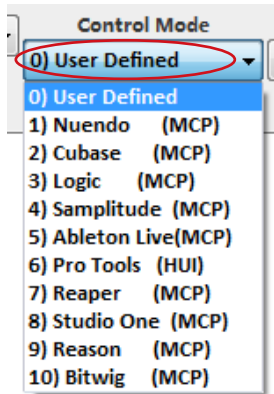 Control Mode
0) User Defined
0) User Defined
1) Nuendo (MCP)
2) Cubase (MCP)
3) Logic (MCP)
4) Samplitude (MCP)
5) Ableton Live(MCP)
6) Pro Tools (HUI)
7) Reaper (MCP)
8) Studio One (MCP)
9) Reason (MCP)
10) Bitwig (MCP)